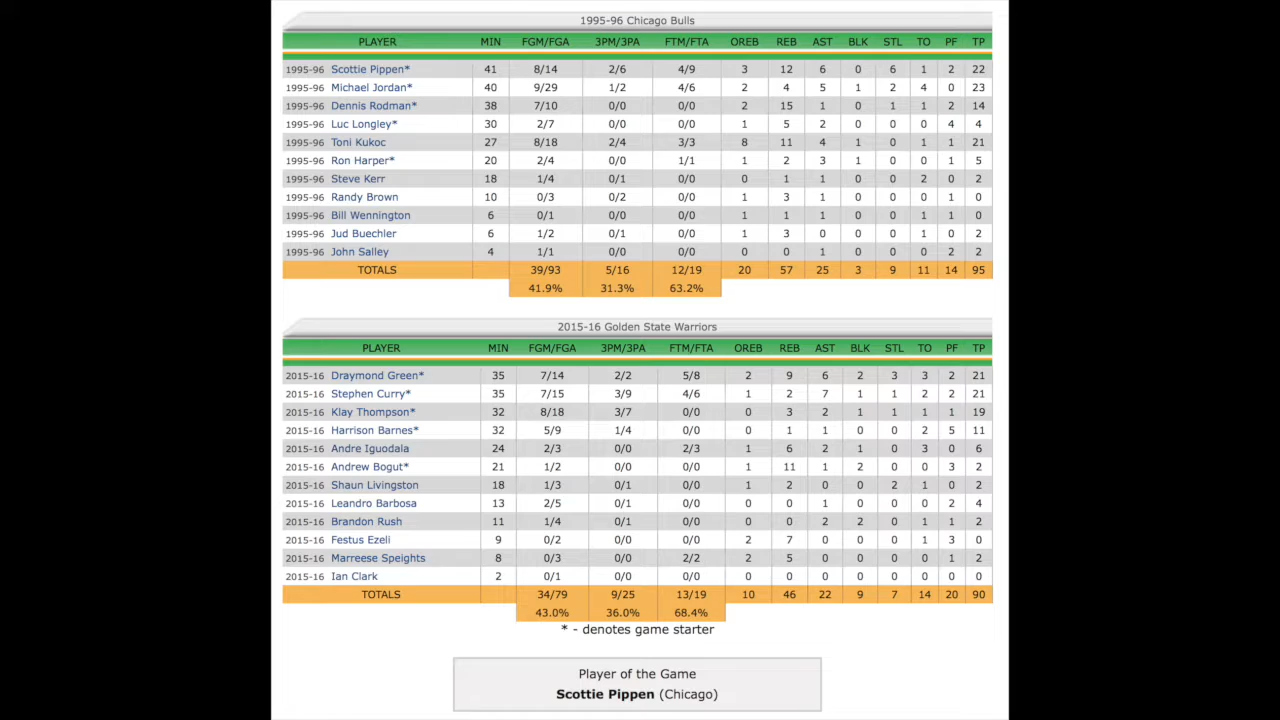 1995-96 Chicago Bulls
PLAYER MIN FGM/FGA 3PM/3PA FTM/FTA OREB REB AST BLK STL TO PF TP
1995-96 Scottie Pippen* 41 8/14 2/6 4/9 3 12 6 0 6 1 2 22
1995-96 Michael Jordan* 40 9/29 1/2 4/6 2 4 5 1 2 4 0 23
1995-96 Dennis Rodman* 38 7/10 0/0 0/0 2 15 1 0 1 1 2 14
1995-96 Luc Longley* 30 2/7 0/0 0/0 1 5 2 0 0 0 4 4
1995-96 Toni Kukoc 27 8/18 2/4 3/3 8 11 4 1 0 1 1 21
1995-96 Ron Harper* 20 2/4 0/0 1/1 1 2 3 1 0 0 1 5
1995-96 Steve Kerr 18 1/4 0/1 0/0 0 1 1 0 0 2 0 2
1995-96 Randy Brown 10 0/3 0/2 0/0 1 3 1 0 0 0 1 0
1995-96 Bill Wennington 6 0/1 0/0 0/0 1 1 1 0 0 1 1 0
1995-96 Jud Buechler 6 1/2 0/1 0/0 1 3 0 0 0 1 0 2
1995-96 John Salley 4 1/1 0/0 0/0 0 0 1 0 0 0 2 2
TOTALS 39/93 5/16 12/19 20 57 25 3 9 11 14 95
41.9% 31.3% 63.2%
2015-16 Golden State Warriors
PLAYER MIN FGM/FGA 3PM/3PA FTM/FTA OREB REB AST BLK STL TO PF TP
2015-16 Draymond Green* 35 7/14 2/2 5/8 2 9 6 2 3 3 2 21
2015-16 Stephen Curry* 35 7/15 3/9 4/6 1 2 7 1 1 2 2 21
2015-16 Klay Thompson* 32 8/18 3/7 0/0 0 3 2 1 1 1 1 19
2015-16 Harrison Barnes* 32 5/9 1/4 0/0 0 1 1 0 0 2 5 11
2015-16 Andre Iguodala 24 2/3 0/0 2/3 1 6 2 1 0 3 0 6
2015-16 Andrew Bogut* 21 1/2 0/0 0/0 1 11 1 2 0 0 3 2
2015-16 Shaun Livingston 18 1/3 0/1 0/0 1 2 0 0 2 1 0 2
2015-16 Leandro Barbosa 13 2/5 0/1 0/0 0 0 1 0 0 0 2 4
2015-16 Brandon Rush 11 1/4 0/1 0/0 0 0 2 2 0 1 1 2
2015-16 Festus Ezeli 9 0/2 0/0 0/0 2 7 0 0 0 1 3 0
2015-16 Marreese Speights 8 0/3 0/0 2/2 2 5 0 0 0 0 1 2
2015-16 Ian Clark 2 0/1 0/0 0/0 0 0 0 0 0 0 0 0
TOTALS 34/79 9/25 13/19 10 46 22 9 7 14 20 90
43.0% 36.0% 68.4%
* - denotes game starter
Player of the Game
Scottie Pippen (Chicago)